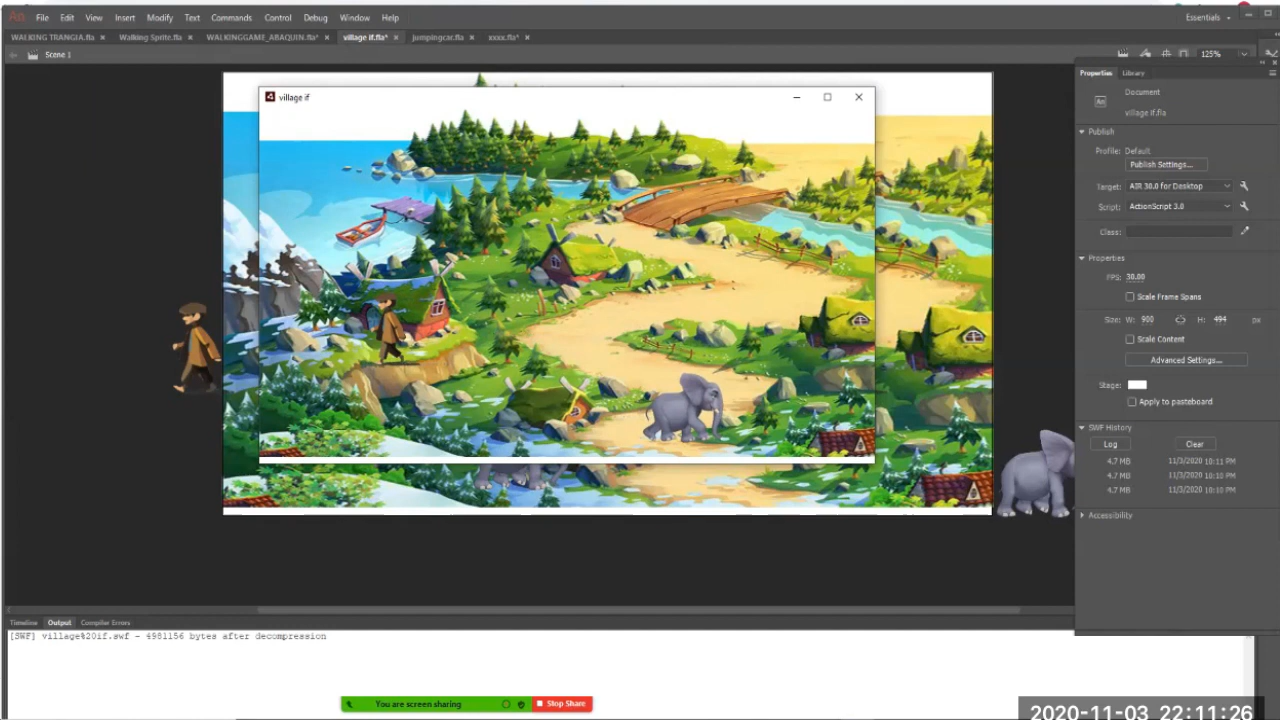 An File Edit View Insert Modify Text Commands Control Debug Window Help Essentials
WALKING TRANGIA.fla Walking Sprite.fla WALKINGGAME_ABAQUIN.fla* village if.fla* jumpingcar.fla xxxx.fla*
Scene 1 125%
Properties Library
village if
Document
An
village if.fla
Publish
Profile: Default
Publish Settings...
Target: AIR 30.0 for Desktop
Script: ActionScript 3.0
Class:
Properties
FPS: 30.00
Scale Frame Spans
Size: W: 900 H: 494 px
Scale Content
Advanced Settings...
Stage:
Apply to pasteboard
SWF History
Log Clear
4.7 MB 11/3/2020 10:11 PM
4.7 MB 11/3/2020 10:10 PM
4.7 MB 11/3/2020 10:10 PM
Accessibility
Timeline Output Compiler Errors
[SWF] village%20if.swf - 4981156 bytes after decompression
You are screen sharing Stop Share
2020-11-03 22:11:26